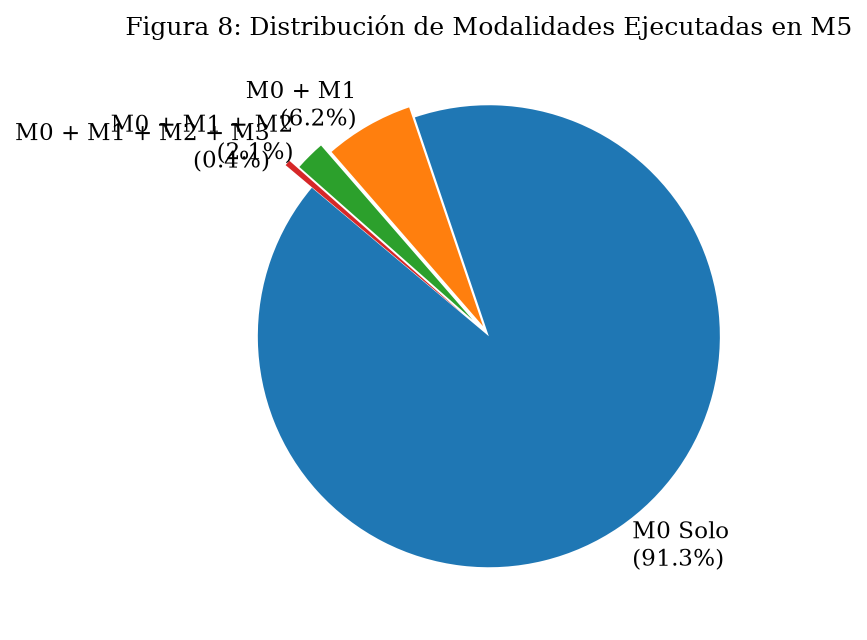 Figura 8: Distribución de Modalidades Ejecutadas en M5
M0 + M1
(6.2%)
M0 + M1 + M2
(2.1%)
M0 + M1 + M2 + M3
(0.4%)
M0 Solo
(91.3%)